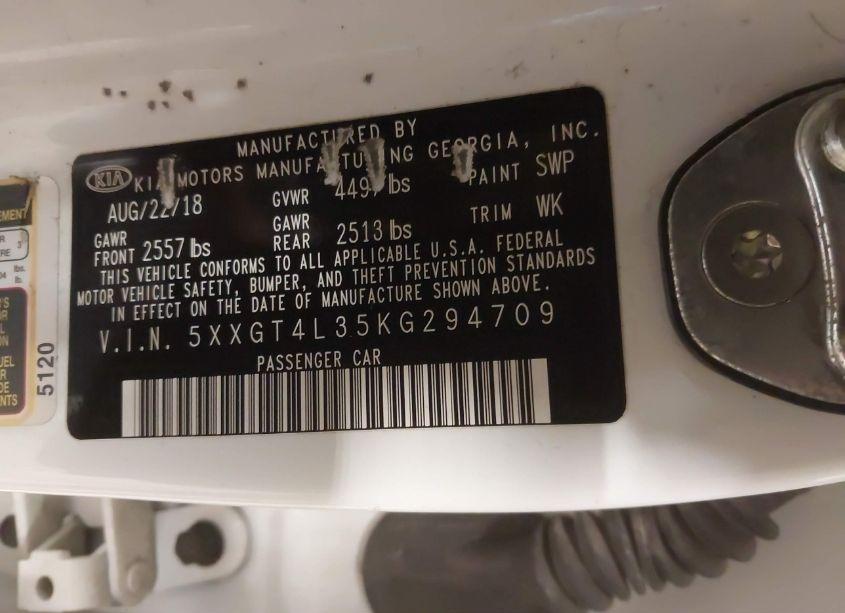 MANUFACTURED BY
KIA KIA MOTORS MANUFACTURING GEORGIA, INC.
AUG/22/18 GVWR 4497 lbs PAINT SWP
GAWR FRONT 2557 lbs GAWR REAR 2513 lbs TRIM WK
THIS VEHICLE CONFORMS TO ALL APPLICABLE U.S.A. FEDERAL
MOTOR VEHICLE SAFETY, BUMPER, AND THEFT PREVENTION STANDARDS
IN EFFECT ON THE DATE OF MANUFACTURE SHOWN ABOVE.
V.I.N. 5XXGT4L35KG294709
PASSENGER CAR
5120